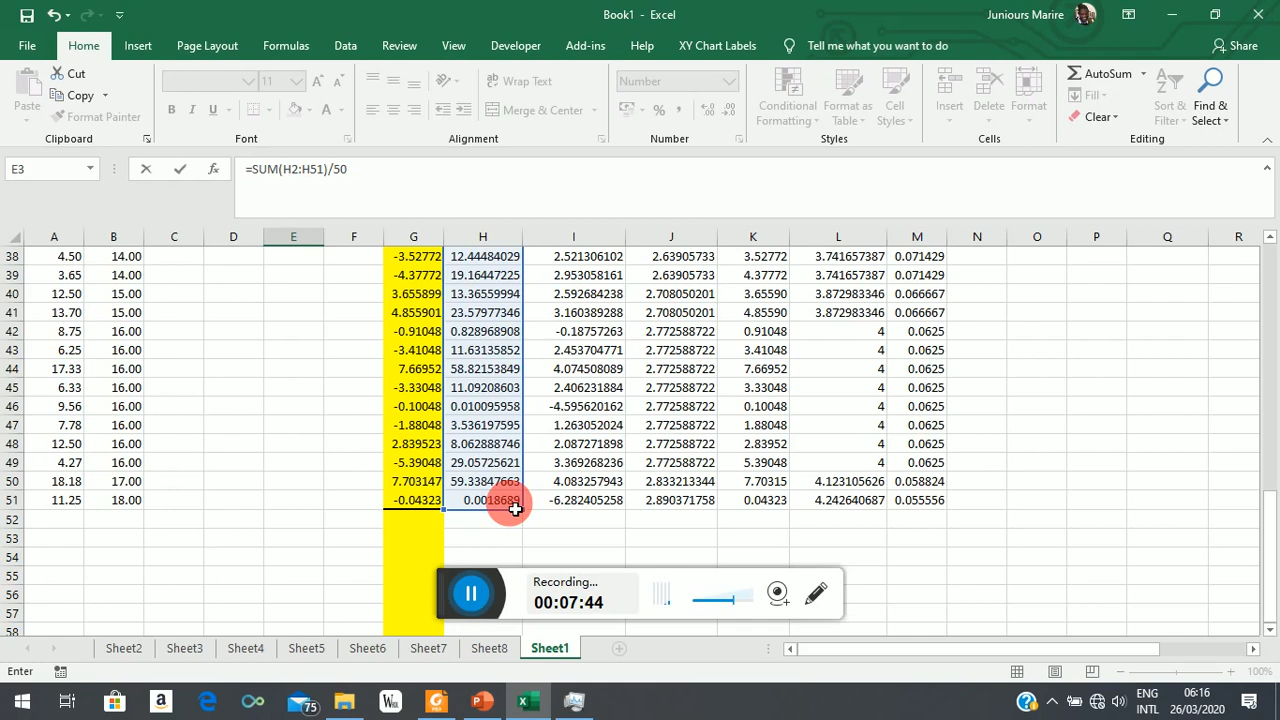 Book1 - Excel
Juniours Marire
File Home Insert Page Layout Formulas Data Review View Developer Add-ins Help XY Chart Labels Tell me what you want to do Share
Cut
Copy
Format Painter
Paste
Clipboard
11
B I U
Font
Wrap Text
Merge & Center
Alignment
Number
Number
Conditional Formatting
Format as Table
Cell Styles
Styles
Insert Delete Format
Cells
AutoSum
Fill
Clear
Sort & Filter
Find & Select
Editing
E3 =SUM(H2:H51)/50
A B C D E F G H I J K L M N O P Q R
38 4.50 14.00 -3.52772 12.44484029 2.521306102 2.63905733 3.52772 3.741657387 0.071429
39 3.65 14.00 -4.37772 19.16447225 2.953058161 2.63905733 4.37772 3.741657387 0.071429
40 12.50 15.00 3.655899 13.36559994 2.592684238 2.708050201 3.65590 3.872983346 0.066667
41 13.70 15.00 4.855901 23.57977346 3.160389288 2.708050201 4.85590 3.872983346 0.066667
42 8.75 16.00 -0.91048 0.828968908 -0.18757263 2.772588722 0.91048 4 0.0625
43 6.25 16.00 -3.41048 11.63135852 2.453704771 2.772588722 3.41048 4 0.0625
44 17.33 16.00 7.66952 58.82153849 4.074508089 2.772588722 7.66952 4 0.0625
45 6.33 16.00 -3.33048 11.09208603 2.406231884 2.772588722 3.33048 4 0.0625
46 9.56 16.00 -0.10048 0.010095958 -4.595620162 2.772588722 0.10048 4 0.0625
47 7.78 16.00 -1.88048 3.536197595 1.263052024 2.772588722 1.88048 4 0.0625
48 12.50 16.00 2.839523 8.062888746 2.087271898 2.772588722 2.83952 4 0.0625
49 4.27 16.00 -5.39048 29.05725621 3.369268236 2.772588722 5.39048 4 0.0625
50 18.18 17.00 7.703147 59.33847663 4.083257943 2.833213344 7.70315 4.123105626 0.058824
51 11.25 18.00 -0.04323 0.0018689 -6.282405258 2.890371758 0.04323 4.242640687 0.055556
52
53
54
55
56
57
58
Recording...
00:07:44
Sheet2 Sheet3 Sheet4 Sheet5 Sheet6 Sheet7 Sheet8 Sheet1
Enter 100%
75
ENG
INTL
06:16
26/03/2020